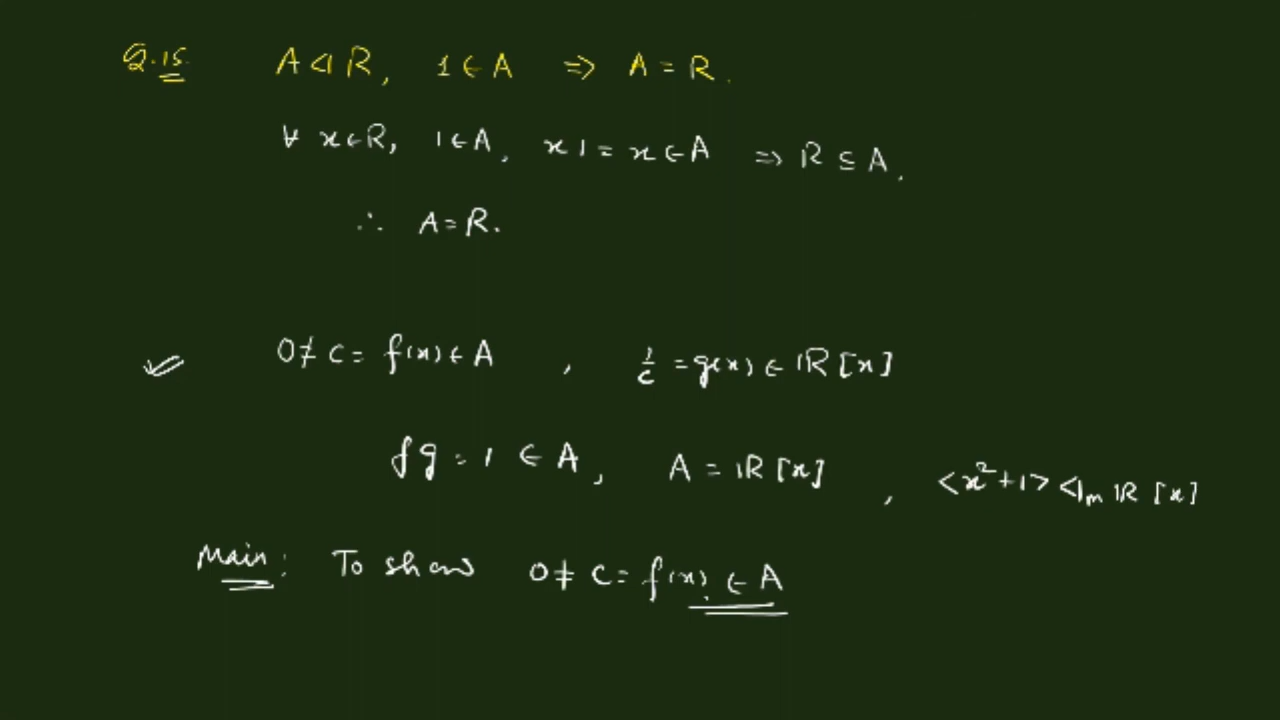 Q.15. A ⊲ R, 1 ∈ A ⇒ A = R.
∀ x ∈ R, 1 ∈ A, x1 = x ∈ A ⇒ R ⊆ A.
∴ A = R.
0 ≠ c = f(x) ∈ A , 1/c = g(x) ∈ ℝ[x]
fg = 1 ∈ A, A = ℝ[x] , <x²+1> ⊲ₘ ℝ[x]
Main: To show 0 ≠ c = f(x) ∈ A